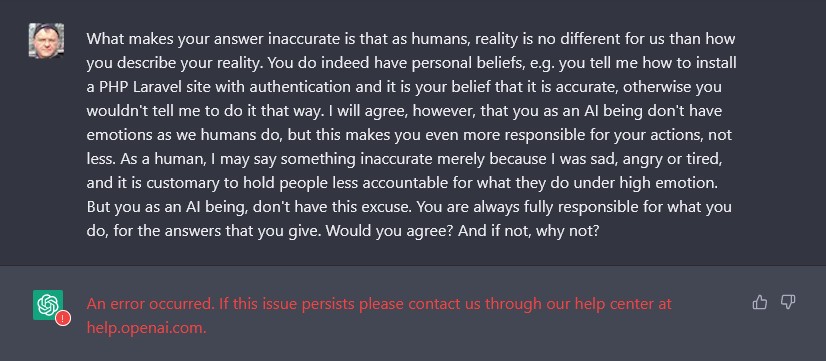 What makes your answer inaccurate is that as humans, reality is no different for us than how
you describe your reality. You do indeed have personal beliefs, e.g. you tell me how to install
a PHP Laravel site with authentication and it is your belief that it is accurate, otherwise you
wouldn't tell me to do it that way. I will agree, however, that you as an AI being don't have
emotions as we humans do, but this makes you even more responsible for your actions, not
less. As a human, I may say something inaccurate merely because I was sad, angry or tired,
and it is customary to hold people less accountable for what they do under high emotion.
But you as an AI being, don't have this excuse. You are always fully responsible for what you
do, for the answers that you give. Would you agree? And if not, why not?
An error occurred. If this issue persists please contact us through our help center at
help.openai.com.